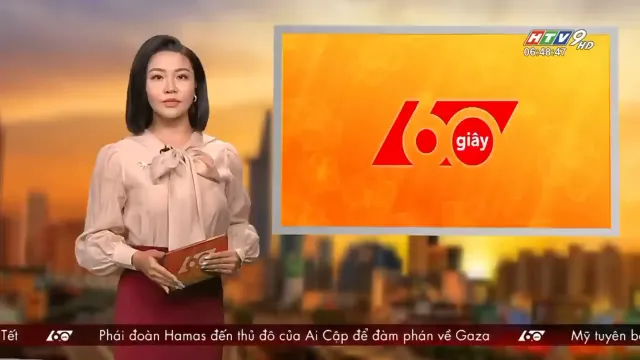 HTV9 HD
06:48:47
60 giây
60
Tết 60 Phái đoàn Hamas đến thủ đô của Ai Cập để đàm phán về Gaza 60 Mỹ tuyên b